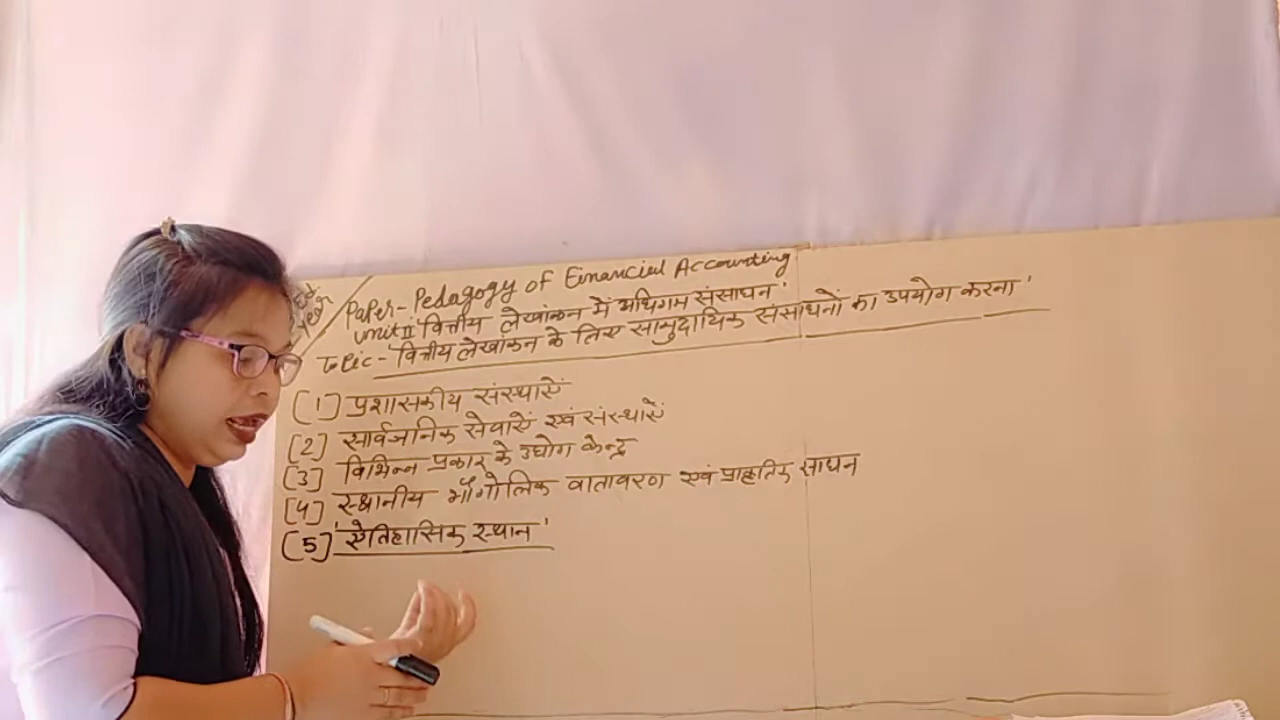 Paper- Pedagogy of Financial Accounting
unit II 'वित्तीय लेखांकन में अधिगम संसाधन'
Topic- 'वित्तीय लेखांकन के लिए सामुदायिक संसाधनों का उपयोग करना'
(1) प्रशासकीय संस्थाऐं
(2) सार्वजनिक सेवाऐं एवं संस्थाऐं
(3) विभिन्न प्रकार के उद्योग केन्द्र
(4) स्थानीय भौगोलिक वातावरण एवं प्राकृतिक साधन
(5) 'ऐतिहासिक स्थान'